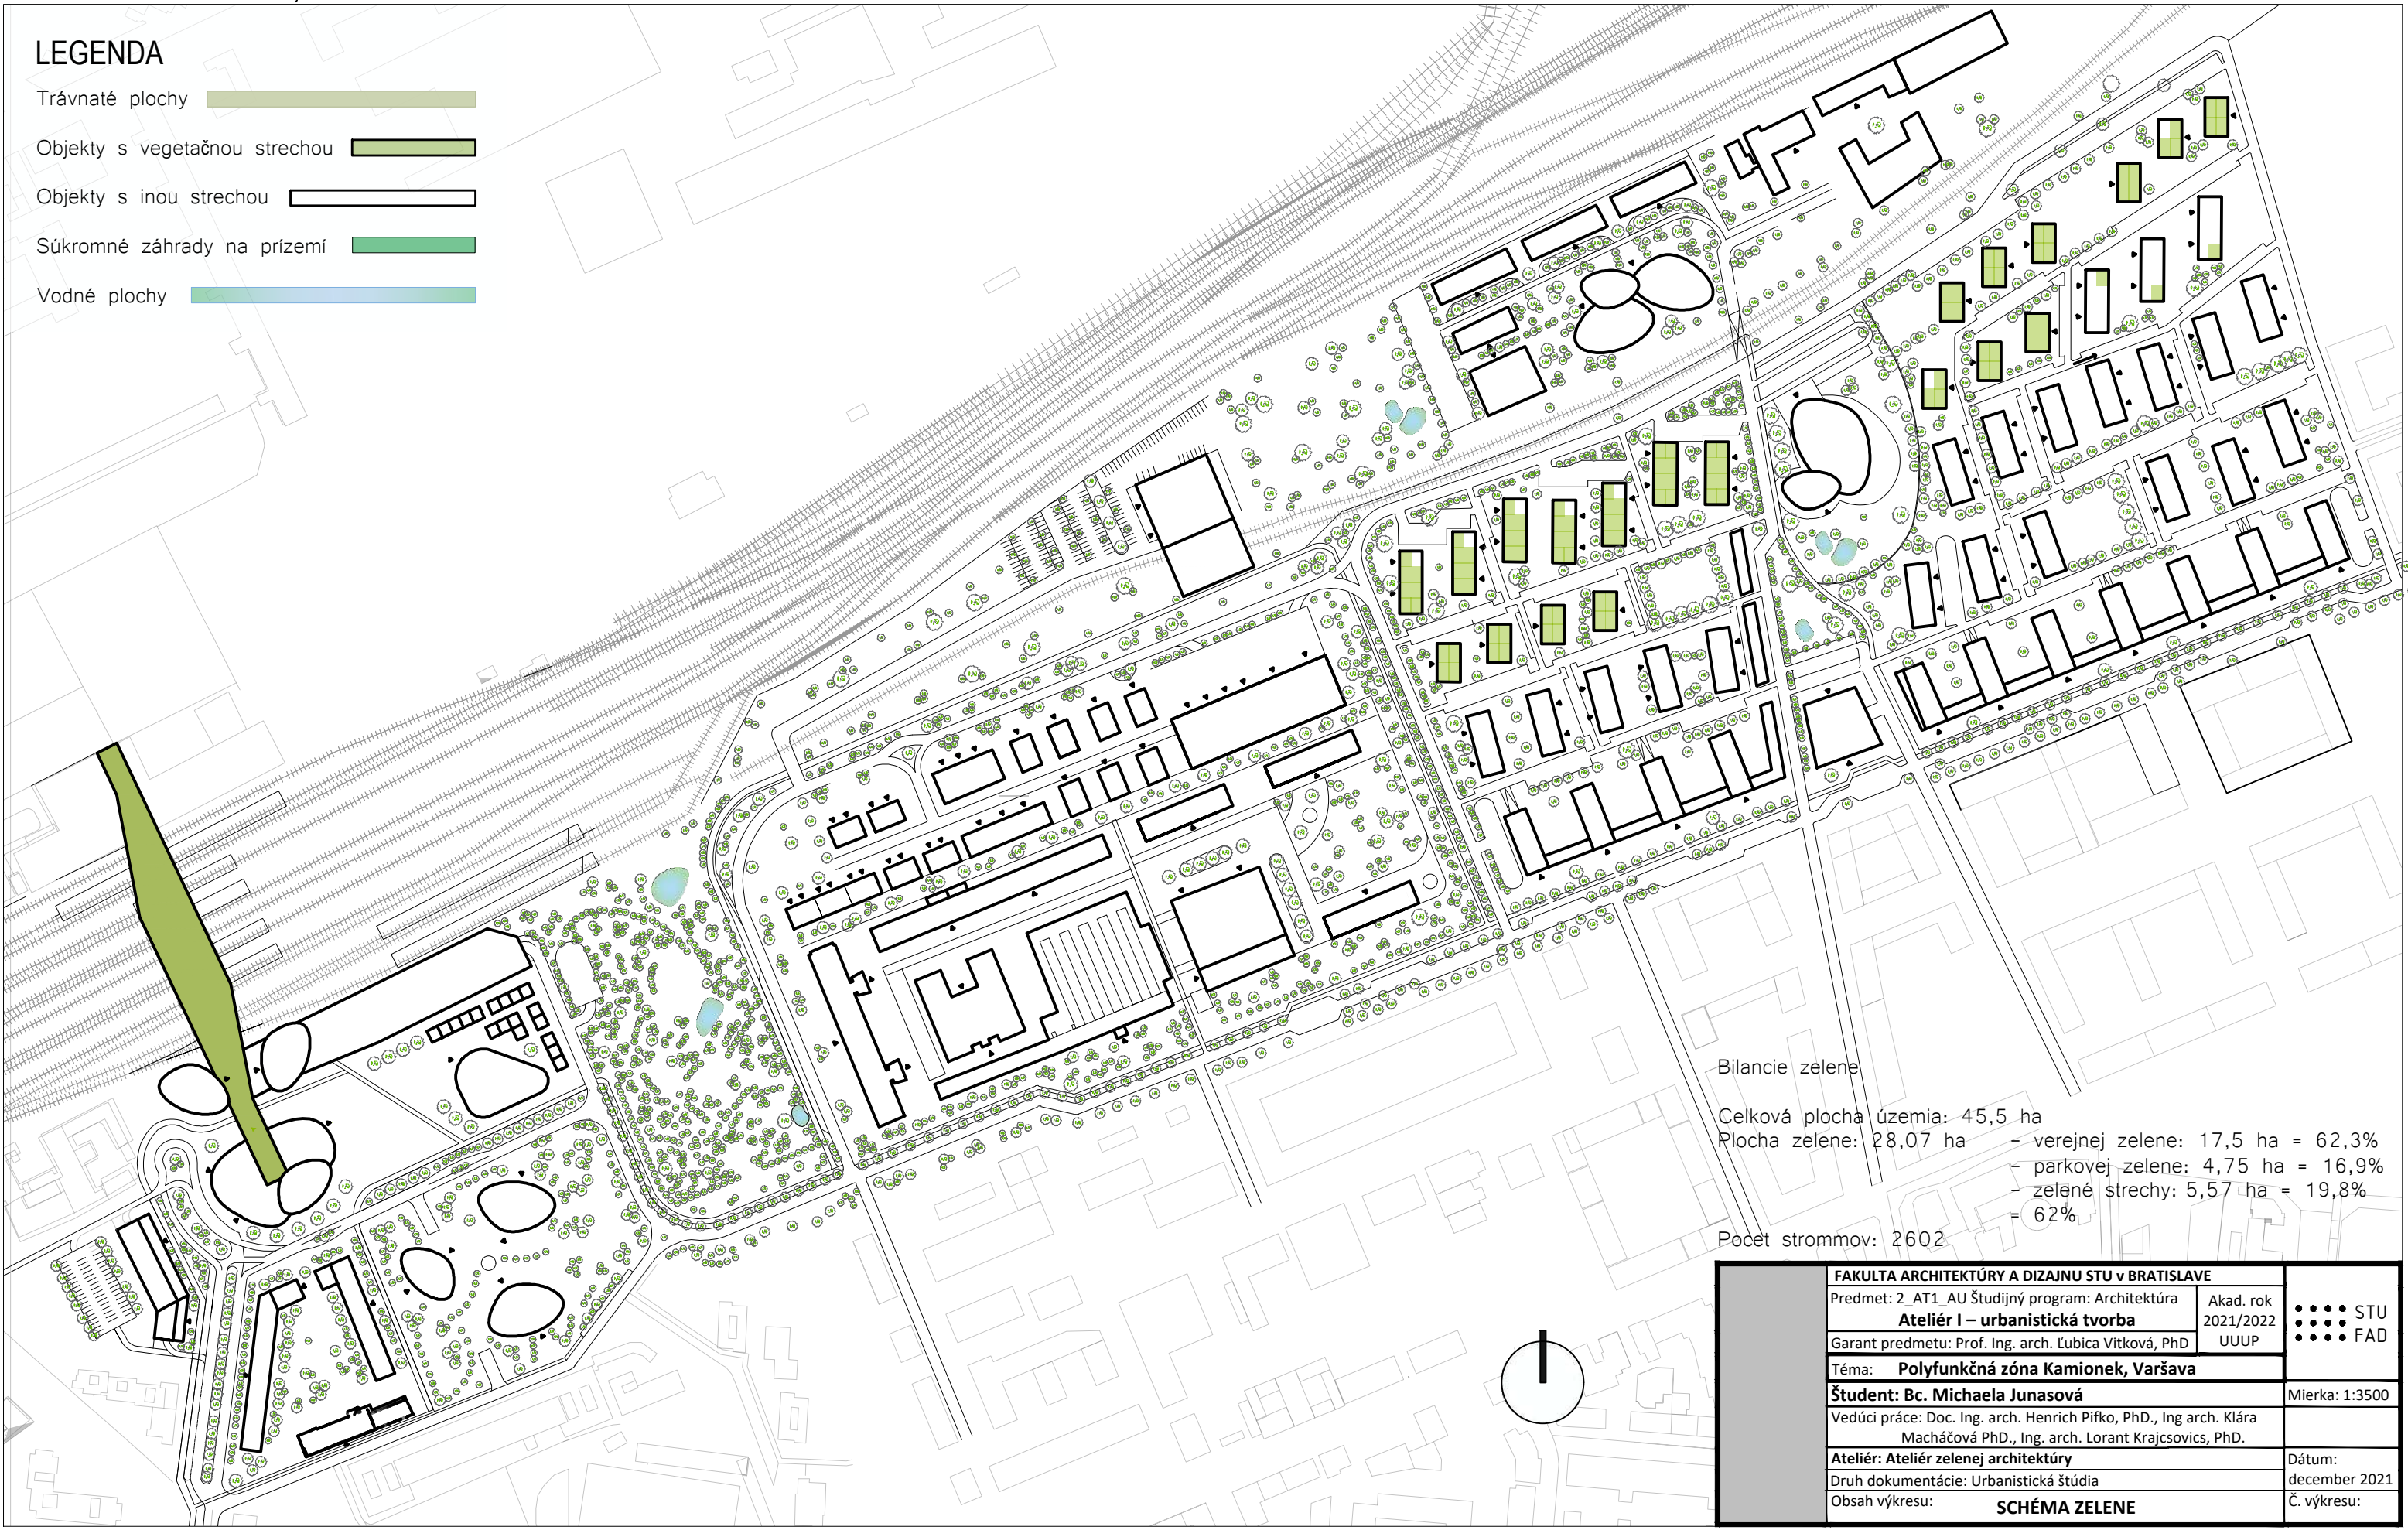 LEGENDA
Trávnaté plochy
Objekty s vegetačnou strechou
Objekty s inou strechou
Súkromné záhrady na prízemí
Vodné plochy
Bilancie zelene
Celková plocha územia: 45,5 ha
Plocha zelene: 28,07 ha - verejnej zelene: 17,5 ha = 62,3%
- parkovej zelene: 4,75 ha = 16,9%
- zelené strechy: 5,57 ha = 19,8%
= 62%
Počet strommov: 2602
FAKULTA ARCHITEKTÚRY A DIZAJNU STU v BRATISLAVE
Predmet: 2_AT1_AU Študijný program: Architektúra
Ateliér I – urbanistická tvorba
Garant predmetu: Prof. Ing. arch. Ľubica Vitková, PhD
Akad. rok
2021/2022
UUUP
STU
FAD
Téma: Polyfunkčná zóna Kamionek, Varšava
Študent: Bc. Michaela Junasová
Mierka: 1:3500
Vedúci práce: Doc. Ing. arch. Henrich Pifko, PhD., Ing arch. Klára
Macháčová PhD., Ing. arch. Lorant Krajcsovics, PhD.
Ateliér: Ateliér zelenej architektúry
Dátum:
Druh dokumentácie: Urbanistická štúdia
december 2021
Obsah výkresu: SCHÉMA ZELENE
Č. výkresu: